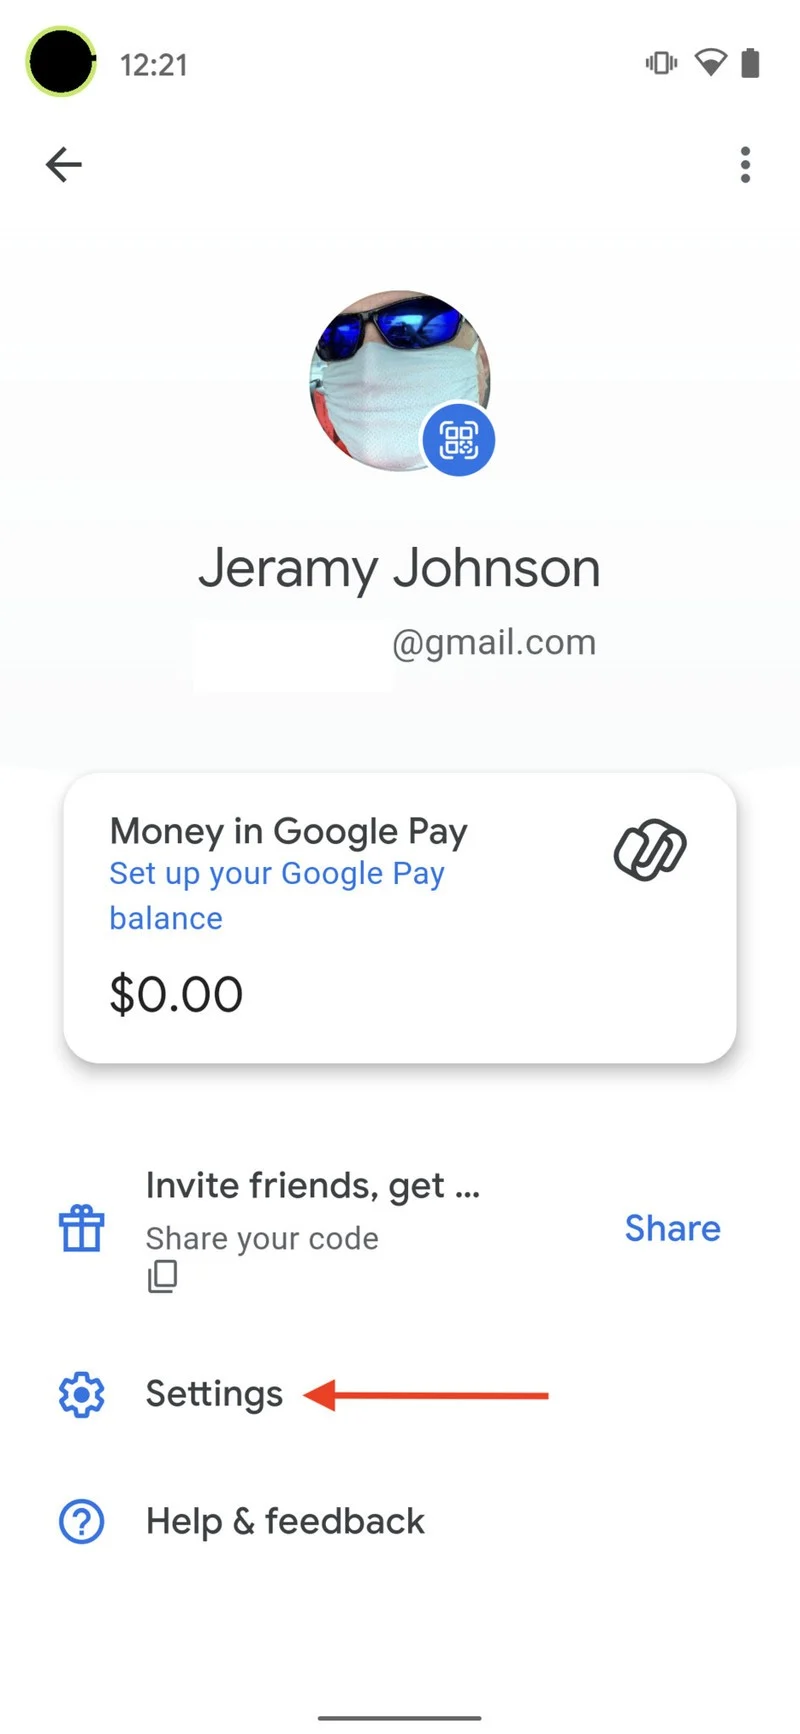 12:21
Jeramy Johnson
@gmail.com
Money in Google Pay
Set up your Google Pay
balance
$0.00
Invite friends, get ...
Share your code
Share
Settings
Help & feedback